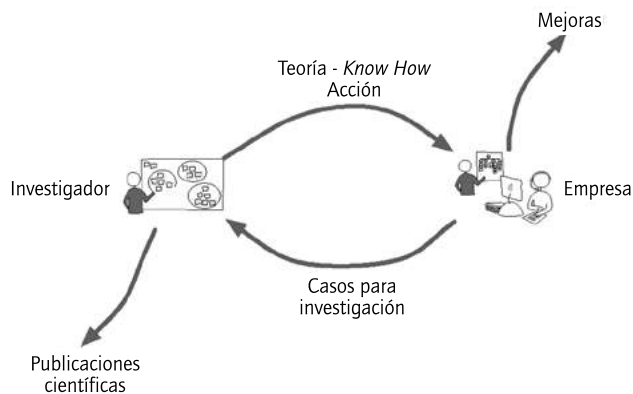 Mejoras
Teoría - Know How
Acción
Investigador
Empresa
Casos para
investigación
Publicaciones
científicas